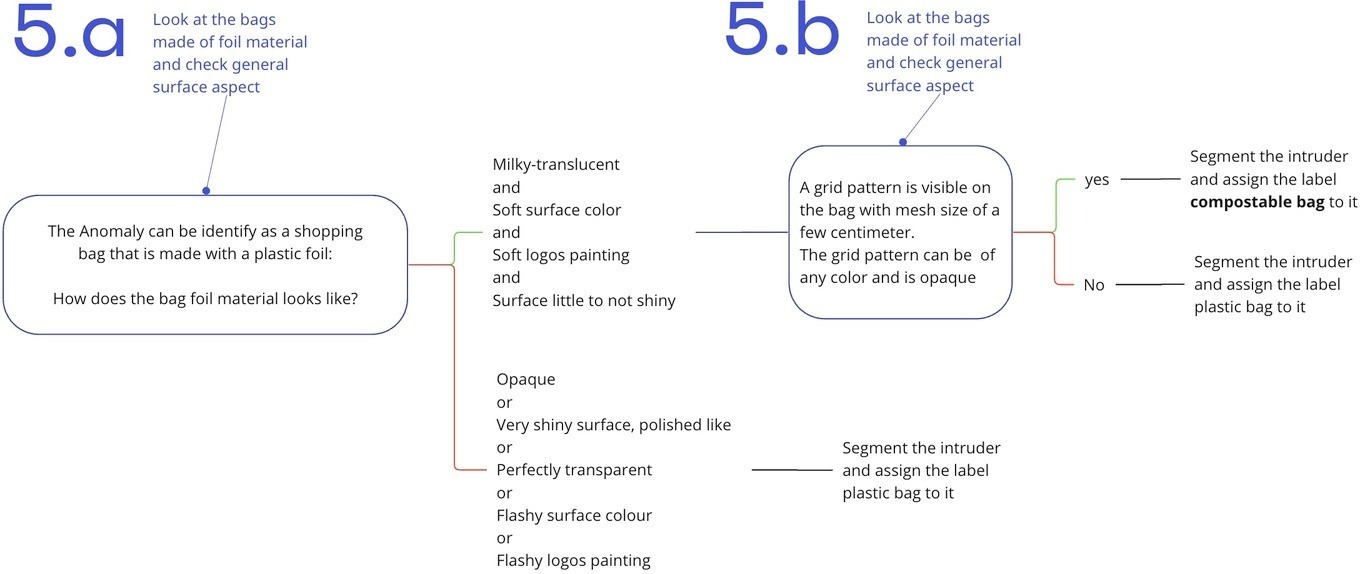 5.a
Look at the bags
made of foil material
and check general
surface aspect
The Anomaly can be identify as a shopping
bag that is made with a plastic foil:
How does the bag foil material looks like?
Milky-translucent
and
Soft surface color
and
Soft logos painting
and
Surface little to not shiny
Opaque
or
Very shiny surface, polished like
or
Perfectly transparent
or
Flashy surface colour
or
Flashy logos painting
Segment the intruder
and assign the label
plastic bag to it
5.b
Look at the bags
made of foil material
and check general
surface aspect
A grid pattern is visible on
the bag with mesh size of a
few centimeter.
The grid pattern can be  of
any color and is opaque
yes
Segment the intruder
and assign the label
compostable bag to it
No
Segment the intruder
and assign the label
plastic bag to it